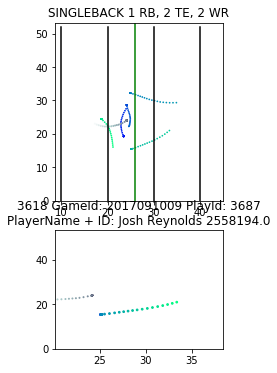 SINGLEBACK 1 RB, 2 TE, 2 WR
50
40
30
20
10
0
10 20 30 40
3618 GameId: 2017091009 PlayId: 3687
PlayerName + ID: Josh Reynolds 2558194.0
40
20
0
25 30 35